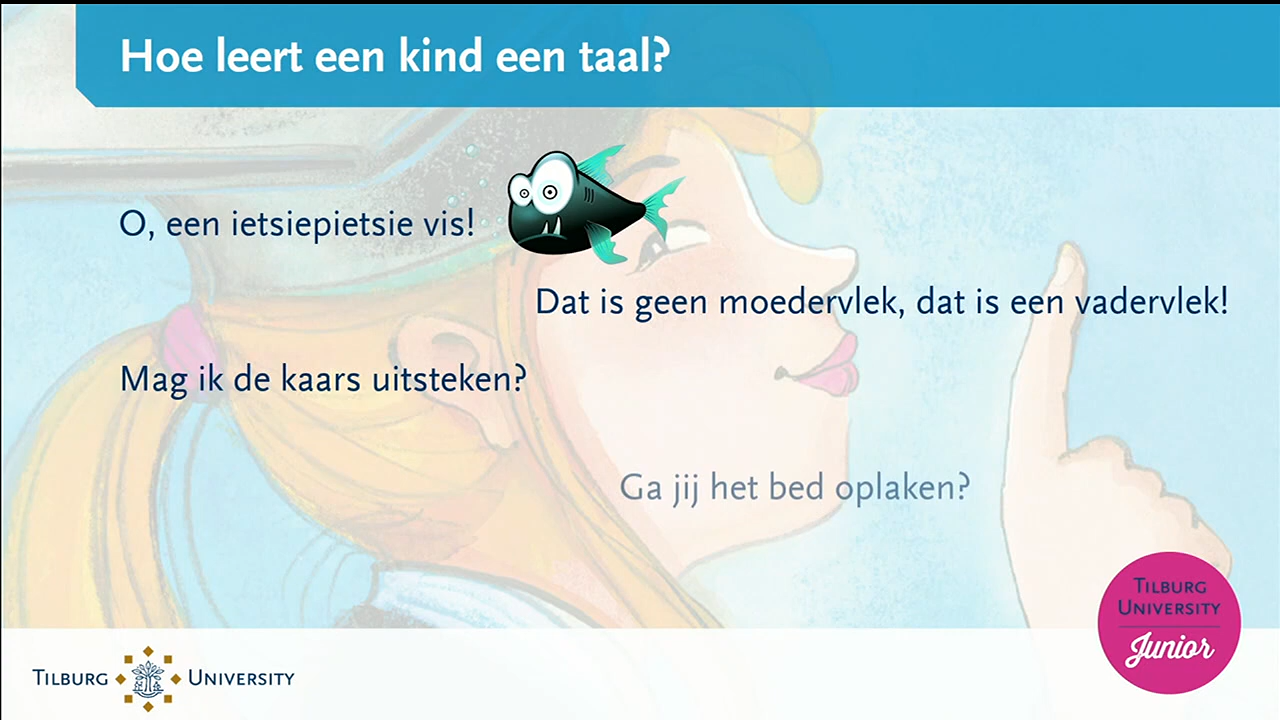 Hoe leert een kind een taal?
O, een ietsiepietsie vis!
Dat is geen moedervlek, dat is een vadervlek!
Mag ik de kaars uitsteken?
Ga jij het bed oplaken?
TILBURG
UNIVERSITY
Junior
TILBURG UNIVERSITY